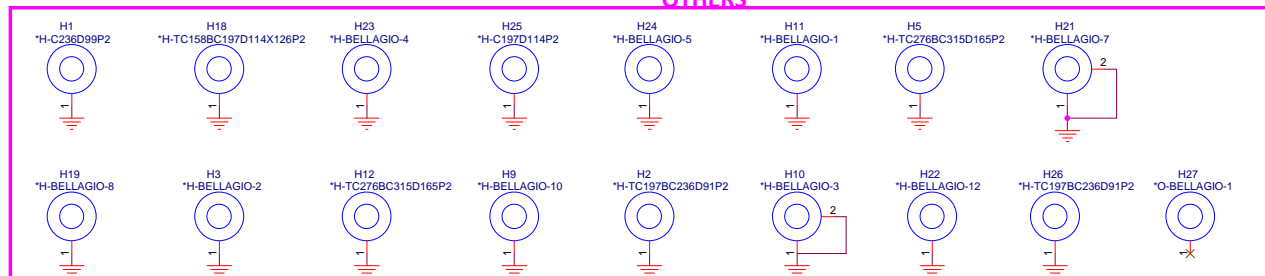 OTHERS
H1 H18 H23 H25 H24 H11 H5 H21
*H-C236D99P2 *H-TC158BC197D114X126P2 *H-BELLAGIO-4 *H-C197D114P2 *H-BELLAGIO-5 *H-BELLAGIO-1 *H-TC276BC315D165P2 *H-BELLAGIO-7
2
1 1 1 1 1 1 1 1
H19 H3 H12 H9 H2 H10 H22 H26 H27
*H-BELLAGIO-8 *H-BELLAGIO-2 *H-TC276BC315D165P2 *H-BELLAGIO-10 *H-TC197BC236D91P2 *H-BELLAGIO-3 *H-BELLAGIO-12 *H-TC197BC236D91P2 *O-BELLAGIO-1
2
1 1 1 1 1 1 1 1 1